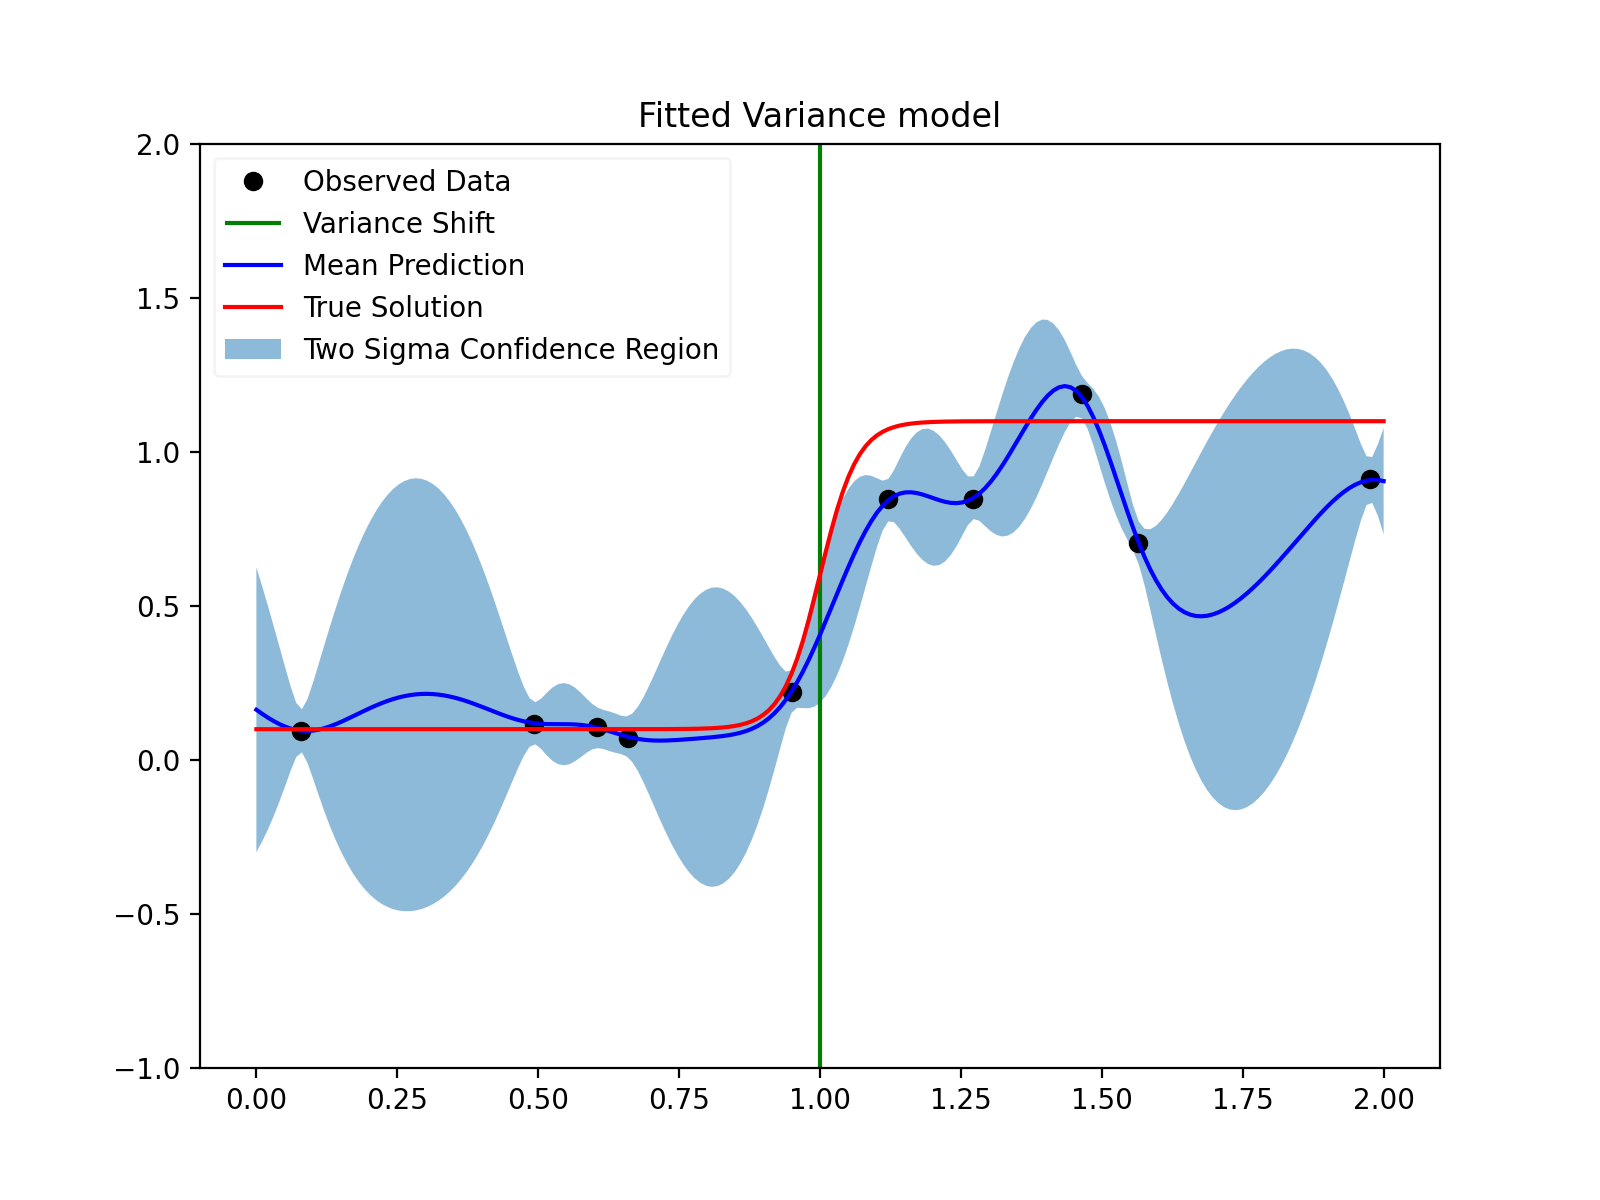 Fitted Variance model
2.0
1.5
1.0
0.5
0.0
−0.5
−1.0
Observed Data
Variance Shift
Mean Prediction
True Solution
Two Sigma Confidence Region
0.00 0.25 0.50 0.75 1.00 1.25 1.50 1.75 2.00